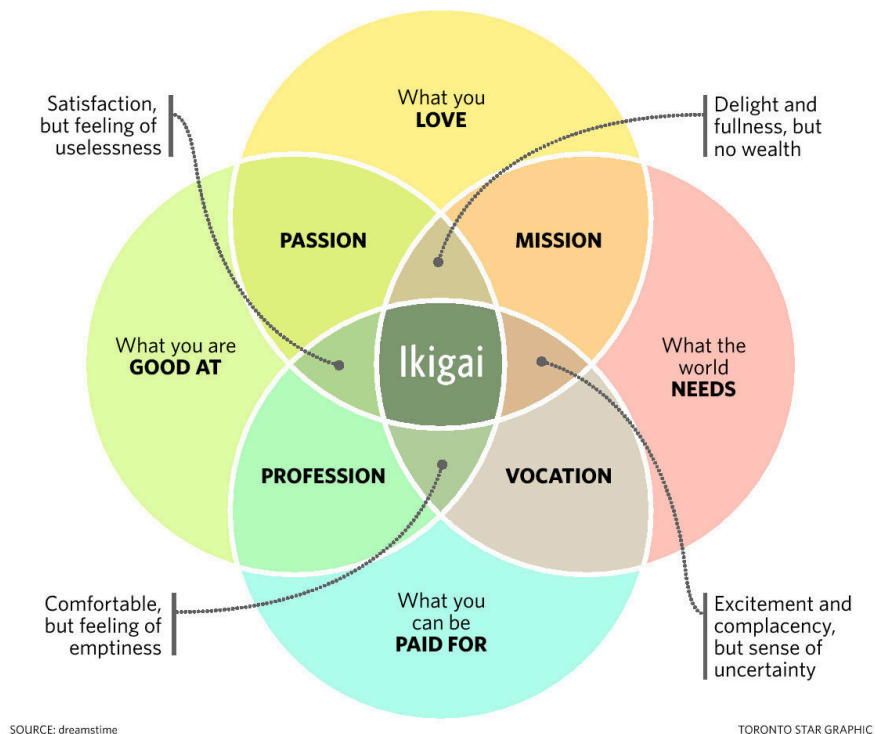 What you
LOVE
Satisfaction,
but feeling of
uselessness
Delight and
fullness, but
no wealth
PASSION
MISSION
What you are
GOOD AT
Ikigai
What the
world
NEEDS
PROFESSION
VOCATION
Comfortable,
but feeling of
emptiness
What you
can be
PAID FOR
Excitement and
complacency,
but sense of
uncertainty
SOURCE: dreamstime
TORONTO STAR GRAPHIC